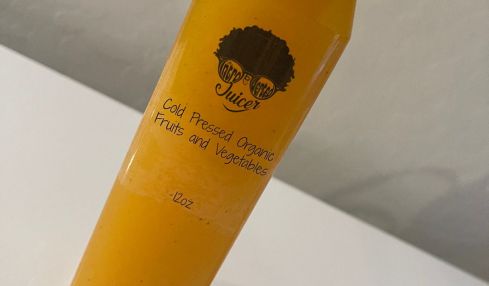 Juicer
Cold Pressed Organic
Fruits and Vegetables
12oz